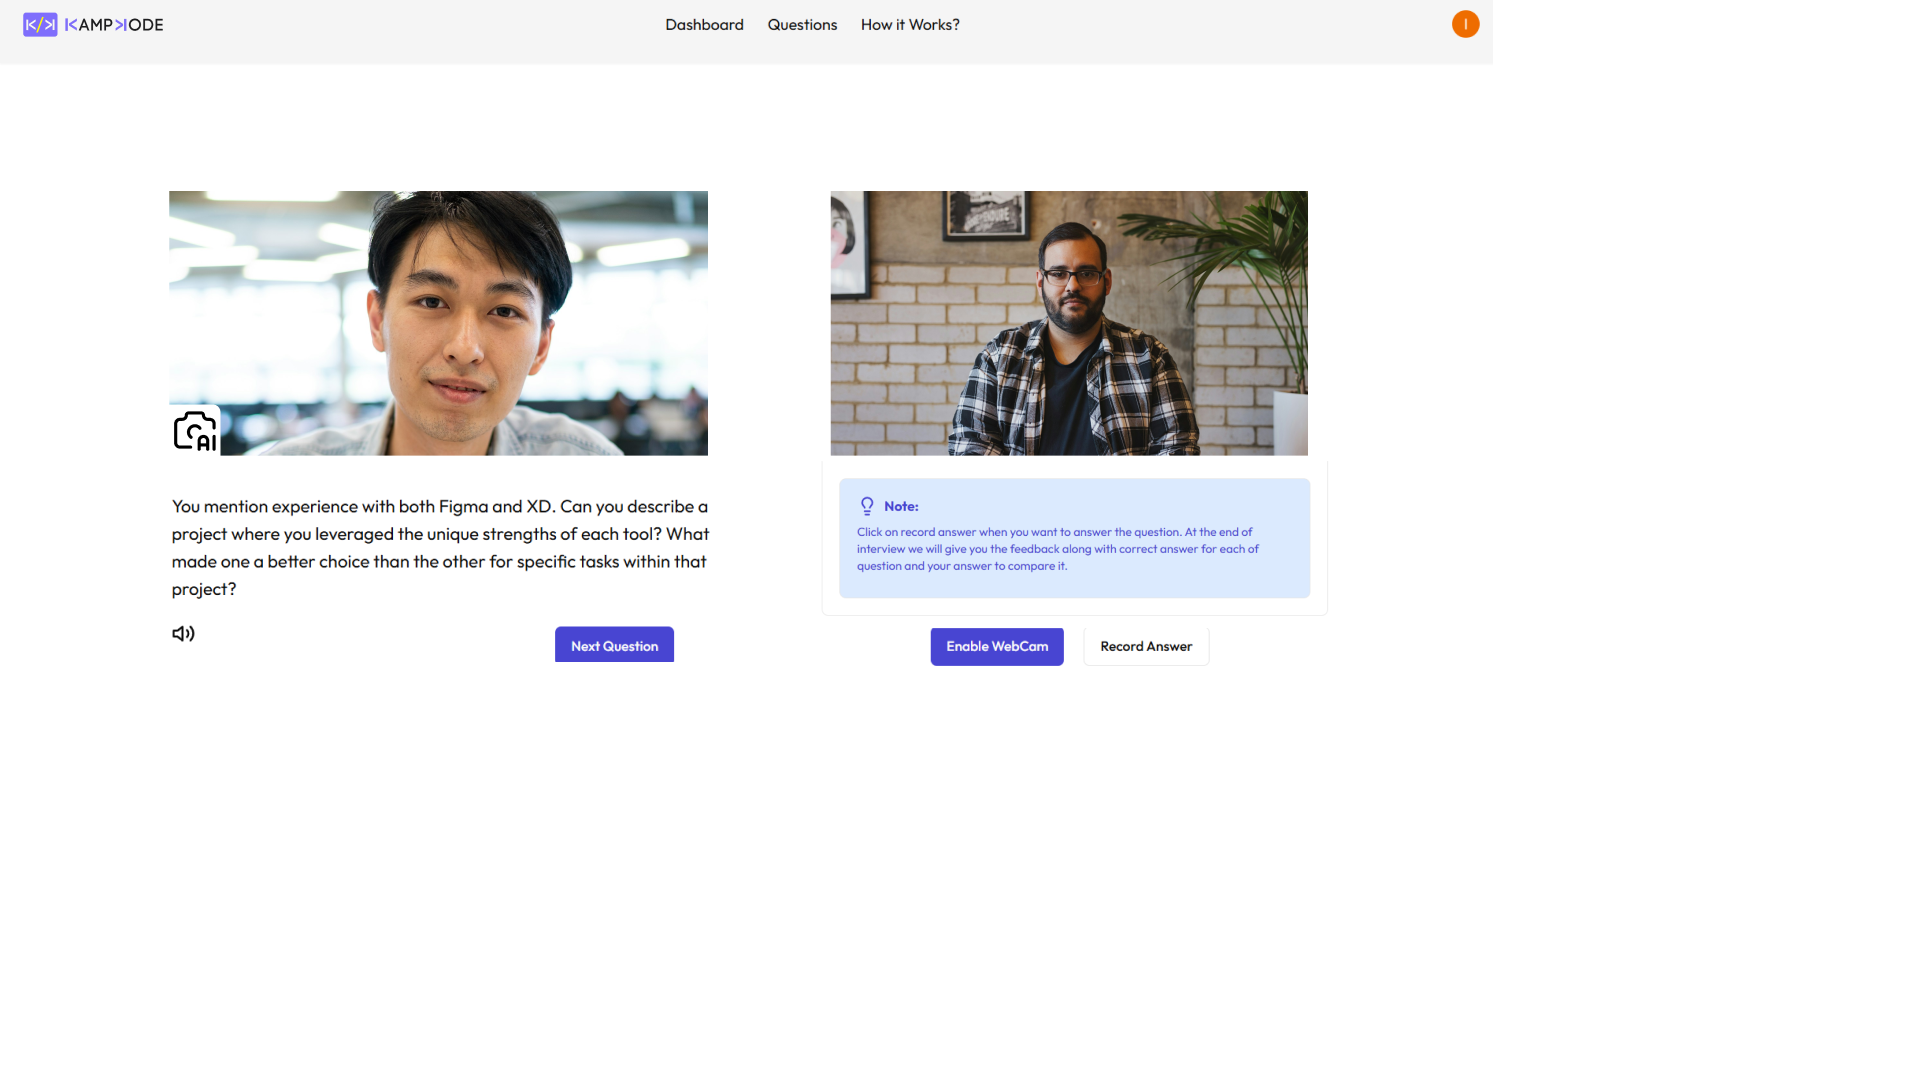 KAMPKODE
Dashboard
Questions
How it Works?
I
AI
You mention experience with both Figma and XD. Can you describe a
project where you leveraged the unique strengths of each tool? What
made one a better choice than the other for specific tasks within that
project?
Next Question
Note:
Click on record answer when you want to answer the question. At the end of
interview we will give you the feedback along with correct answer for each of
question and your answer to compare it.
Enable WebCam
Record Answer